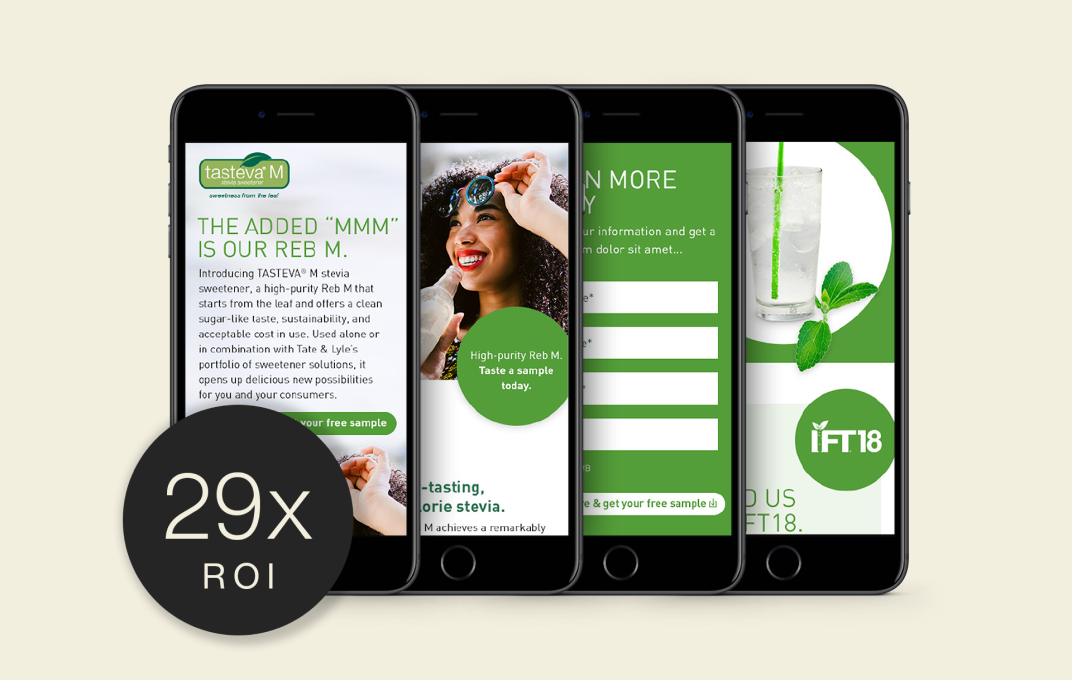 tasteva® M
stevia sweetener
sweetness from the leaf
THE ADDED “MMM”
IS OUR REB M.
Introducing TASTEVA® M stevia
sweetener, a high-purity Reb M that
starts from the leaf and offers a clean
sugar-like taste, sustainability, and
acceptable cost in use. Used alone or
in combination with Tate & Lyle’s
portfolio of sweetener solutions, it
opens up delicious new possibilities
for you and your consumers.
your free sample
29x
ROI
High-purity Reb M.
Taste a sample
today.
-tasting,
lorie stevia.
M achieves a remarkably
N MORE
Y
ur information and get a
m dolor sit amet...
e*
e*
*
e & get your free sample
IFT18
D US
FT18.